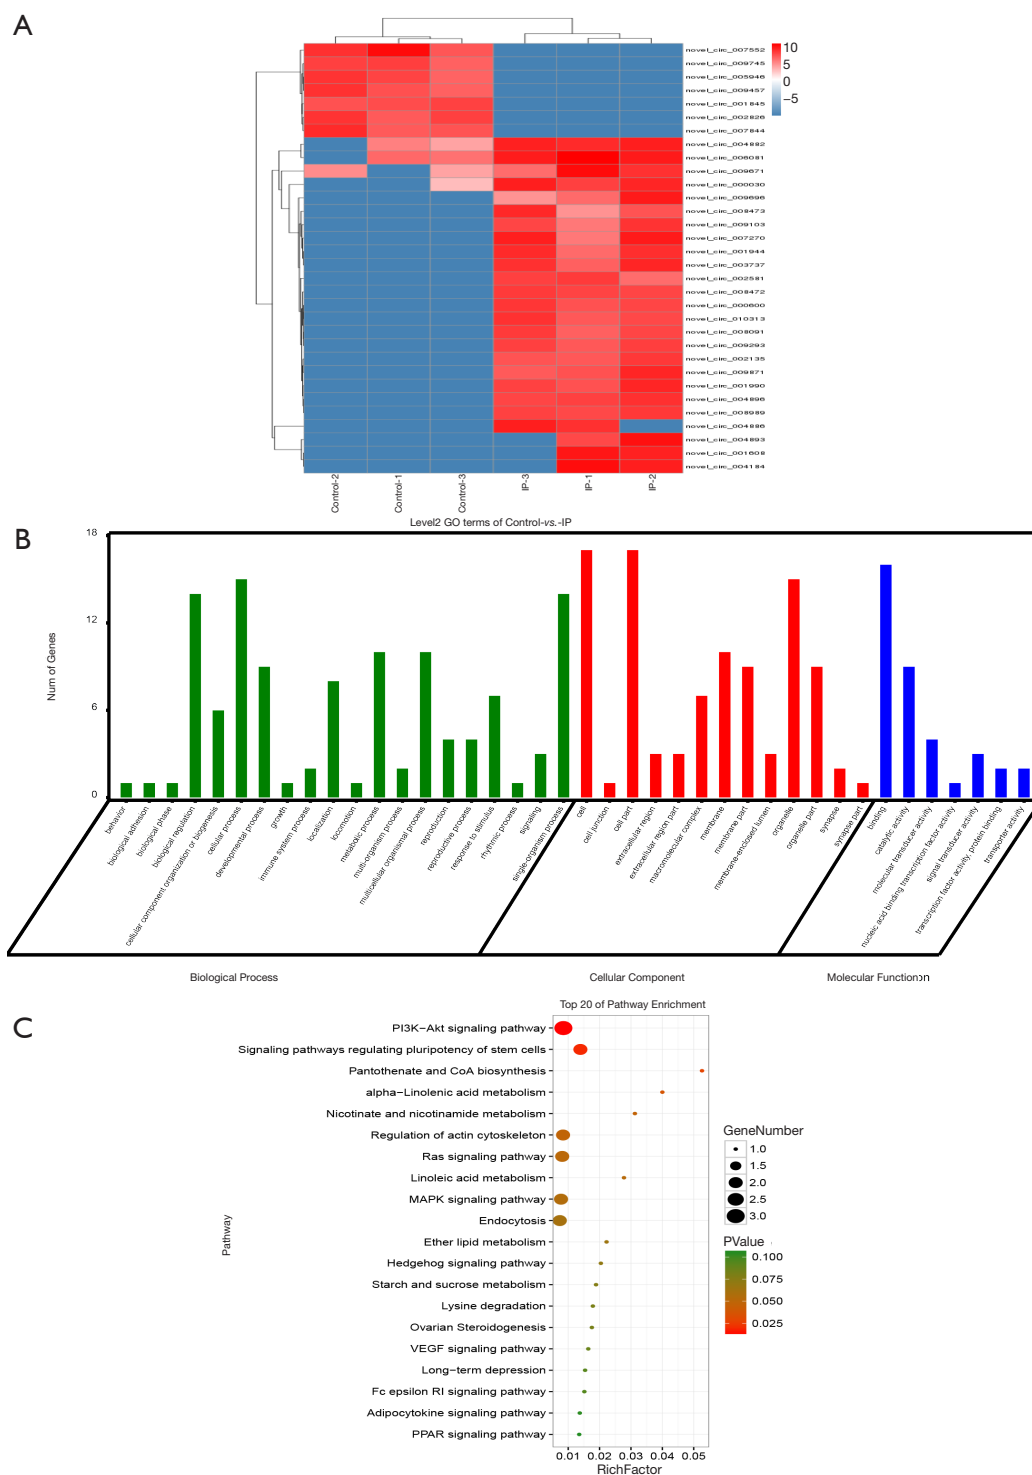 A
10
5
0
−5
novel_circ_007552
novel_circ_009745
novel_circ_005946
novel_circ_009457
novel_circ_001845
novel_circ_002826
novel_circ_007844
novel_circ_004882
novel_circ_006081
novel_circ_009671
novel_circ_000030
novel_circ_009696
novel_circ_008473
novel_circ_009103
novel_circ_007270
novel_circ_001944
novel_circ_003737
novel_circ_002581
novel_circ_008472
novel_circ_000600
novel_circ_010313
novel_circ_008091
novel_circ_009293
novel_circ_002135
novel_circ_009871
novel_circ_001990
novel_circ_004896
novel_circ_008989
novel_circ_004886
novel_circ_004893
novel_circ_001608
novel_circ_004184
Control-2
Control-1
Control-3
IP-3
IP-1
IP-2
B
Level2 GO terms of Control-vs.-IP
Num of Genes
18
12
6
0
behavior
biological adhesion
biological phase
biological regulation
cellular component organization or biogenesis
cellular process
developmental process
growth
immune system process
localization
locomotion
metabolic process
multi-organism process
multicellular organismal process
reproduction
reproductive process
response to stimulus
rhythmic process
signaling
single-organism process
cell
cell junction
cell part
extracellular region
extracellular region part
macromolecular complex
membrane
membrane part
membrane-enclosed lumen
organelle
organelle part
synapse
synapse part
binding
catalytic activity
molecular transducer activity
nucleic acid binding transcription factor activity
signal transducer activity
transcription factor activity, protein binding
transporter activity
Biological Process
Cellular Component
Molecular Functionon
C
Top 20 of Pathway Enrichment
Pathway
PI3K−Akt signaling pathway
Signaling pathways regulating pluripotency of stem cells
Pantothenate and CoA biosynthesis
alpha−Linolenic acid metabolism
Nicotinate and nicotinamide metabolism
Regulation of actin cytoskeleton
Ras signaling pathway
Linoleic acid metabolism
MAPK signaling pathway
Endocytosis
Ether lipid metabolism
Hedgehog signaling pathway
Starch and sucrose metabolism
Lysine degradation
Ovarian Steroidogenesis
VEGF signaling pathway
Long−term depression
Fc epsilon RI signaling pathway
Adipocytokine signaling pathway
PPAR signaling pathway
0.01 0.02 0.03 0.04 0.05
RichFactor
GeneNumber
1.0
1.5
2.0
2.5
3.0
PValue
0.100
0.075
0.050
0.025